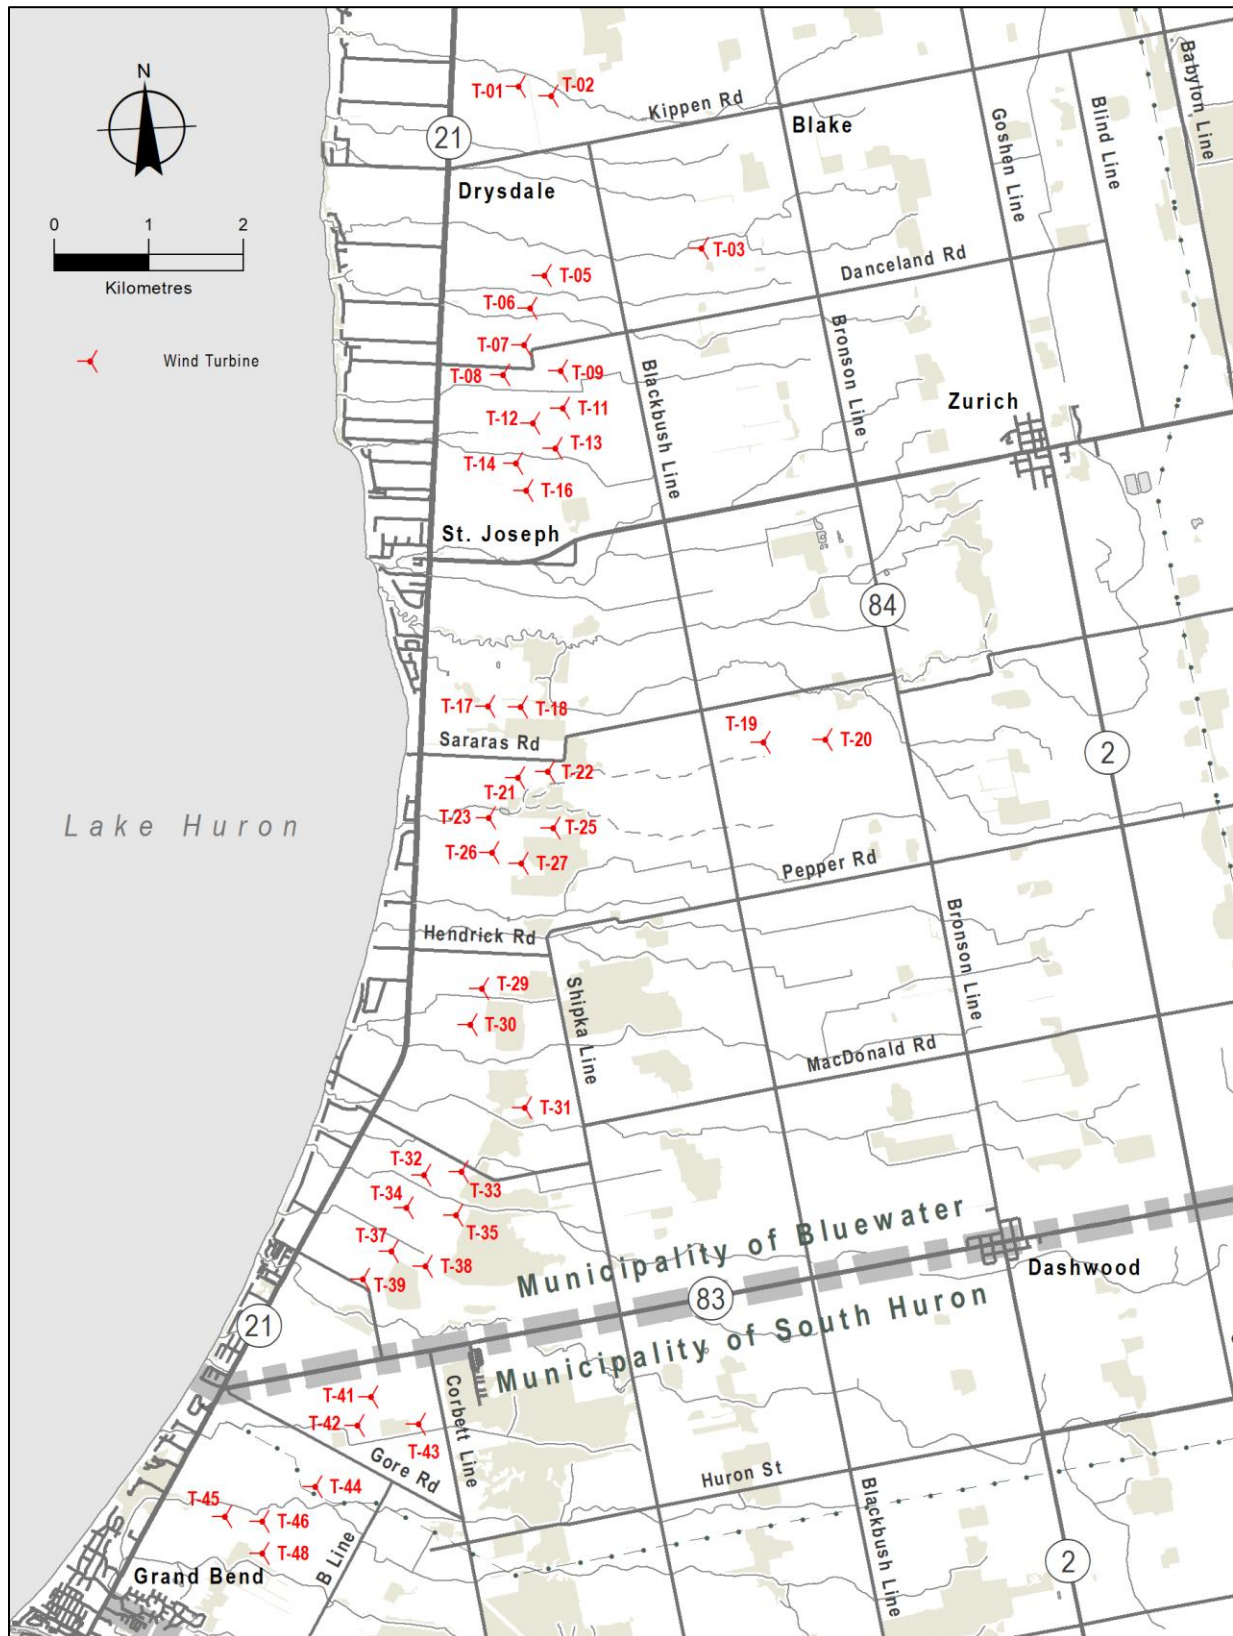 N
0 1 2
Kilometres
Wind Turbine
T-01
T-02
21
Kippen Rd
Blake
Goshen Line
Blind Line
Babylon Line
Drysdale
T-03
Danceland Rd
T-05
T-06
T-07
T-08
T-09
T-11
T-12
T-13
T-14
T-16
Blackbush Line
Bronson Line
Zurich
St. Joseph
84
T-17
T-18
Sararas Rd
T-19
T-20
2
T-21
T-22
T-23
T-25
Lake Huron
T-26
T-27
Pepper Rd
Hendrick Rd
Bronson Line
T-29
T-30
Shipka Line
MacDonald Rd
T-31
T-32
T-33
T-34
T-35
T-37
T-38
T-39
Municipality of Bluewater
Dashwood
83
21
Municipality of South Huron
T-41
T-42
T-43
Corbett Line
Gore Rd
Huron St
T-44
T-45
T-46
T-48
B Line
Blackbush Line
2
Grand Bend